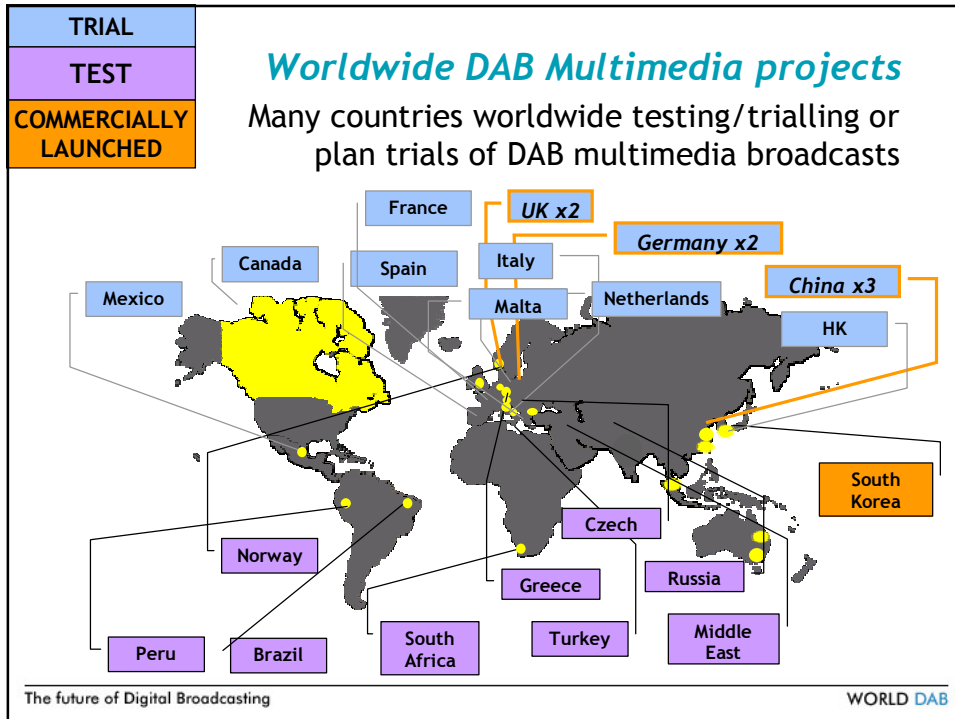 TRIAL
TEST
COMMERCIALLY
LAUNCHED
Worldwide DAB Multimedia projects
Many countries worldwide testing/trialling or
plan trials of DAB multimedia broadcasts
France
UK x2
Germany x2
Canada
Spain
Italy
China x3
Mexico
Malta
Netherlands
HK
South
Korea
Czech
Norway
Greece
Russia
Peru
Brazil
South
Africa
Turkey
Middle
East
The future of Digital Broadcasting
WORLD DAB